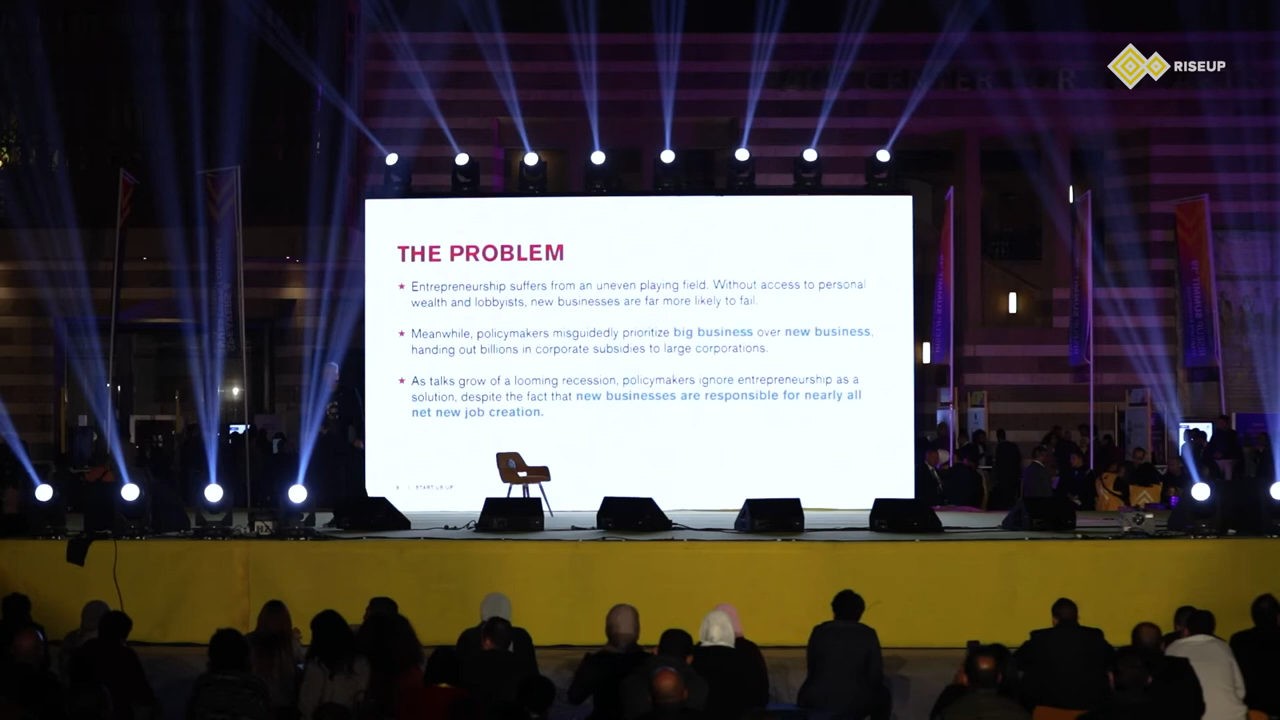 RISEUP
THE PROBLEM
★ Entrepreneurship suffers from an uneven playing field. Without access to personal
wealth and lobbyists, new businesses are far more likely to fail.
★ Meanwhile, policymakers misguidedly prioritize big business over new business,
handing out billions in corporate subsidies to large corporations.
★ As talks grow of a looming recession, policymakers ignore entrepreneurship as a
solution, despite the fact that new businesses are responsible for nearly all
net new job creation.
START US UP